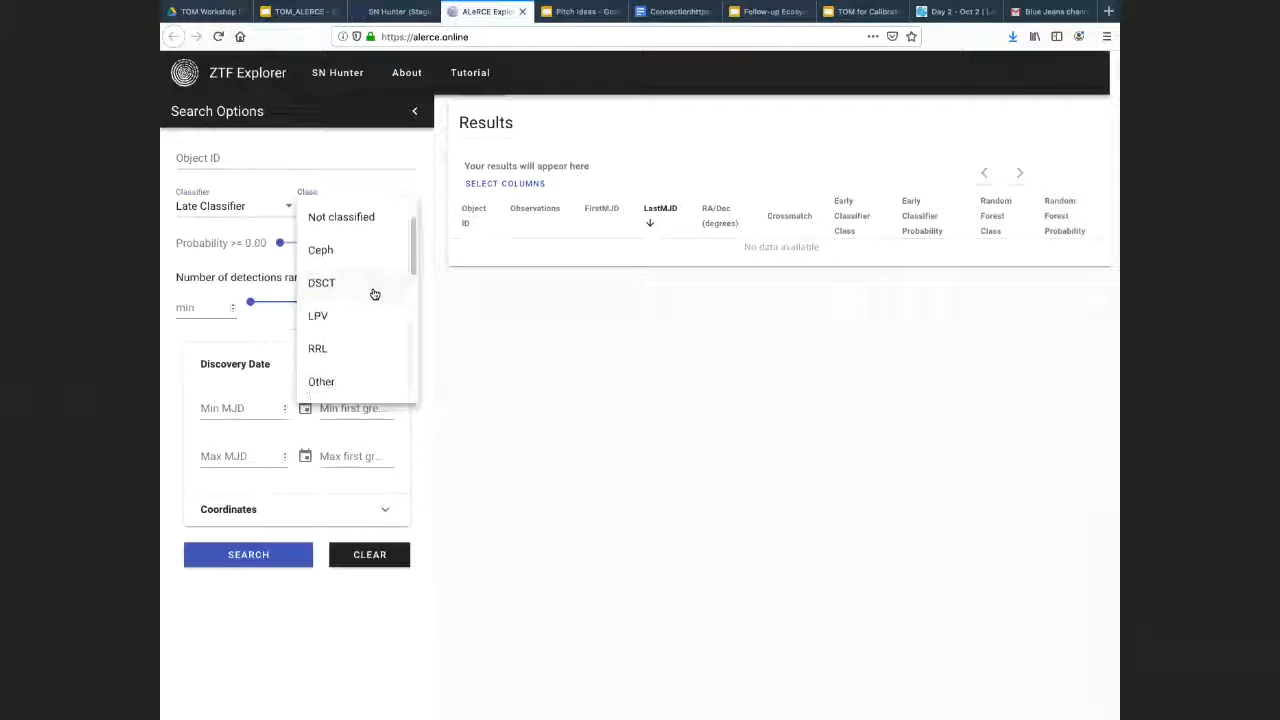 TOM Workshop
TOM_ALERCE -
SN Hunter (Stagi
ALeRCE Explo
Pitch Ideas - Goo
Connectionhttps:
Follow-up Ecosy
TOM for Calibrat
Day 2 - Oct 2 |
Blue Jeans chann
https://alerce.online
ZTF Explorer
SN Hunter
About
Tutorial
Search Options
Object ID
Classifier
Class
Late Classifier
Not classified
Ceph
DSCT
LPV
RRL
Other
Probability >= 0.00
Number of detections ran
min
Discovery Date
Min MJD
Min first gre...
Max MJD
Max first gr...
Coordinates
SEARCH
CLEAR
Results
Your results will appear here
SELECT COLUMNS
Object
ID
Observations
FirstMJD
LastMJD
RA/Dec
(degrees)
Crossmatch
Early
Classifier
Class
Early
Classifier
Probability
Random
Forest
Class
Random
Forest
Probability
No data available